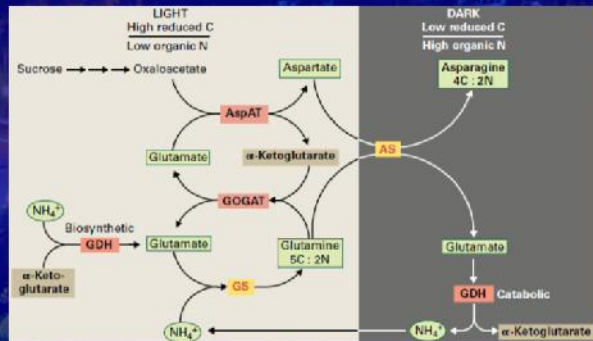 LIGHT
High reduced C
Low organic N
DARK
Low reduced C
High organic N
Sucrose
Oxaloacetate
Aspartate
Asparagine
4C : 2N
AspAT
Glutamate
α-Ketoglutarate
AS
GOGAT
NH₄⁺
Biosynthetic
GDH
Glutamate
Glutamine
5C : 2N
Glutamate
α-Keto-
glutarate
GS
GDH
Catabolic
NH₄⁺
NH₄⁺
α-Ketoglutarate